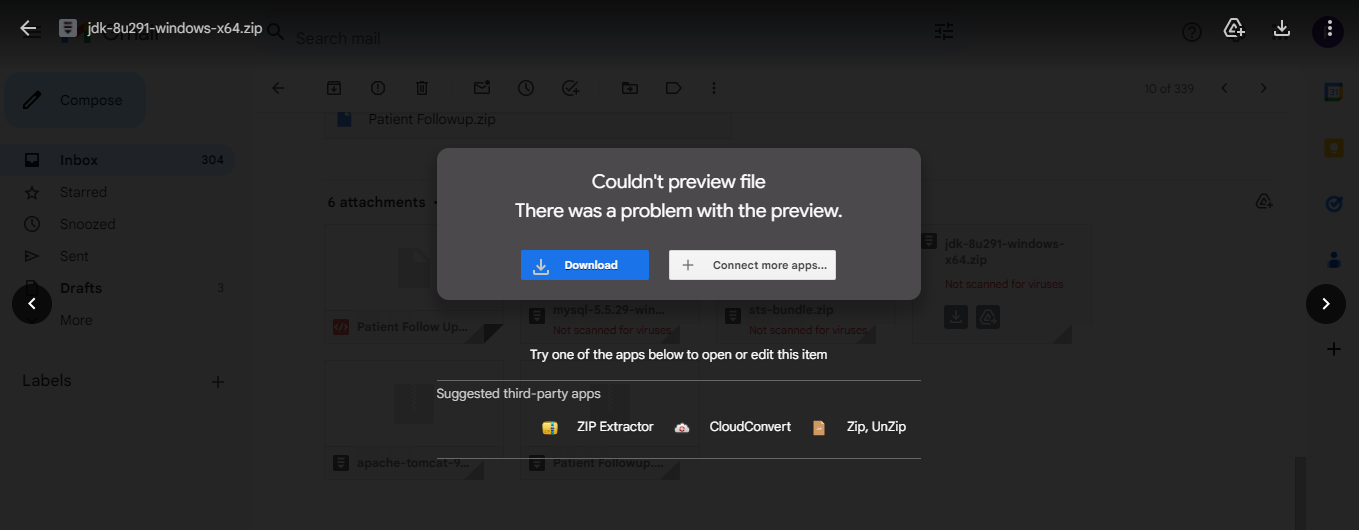 jdk-8u291-windows-x64.zip
Search mail
Compose
10 of 339
Patient Followup.zip
Inbox 304
Starred
Snoozed
Sent
Drafts 3
More
Labels
6 attachments
Couldn't preview file
There was a problem with the preview.
Download
Connect more apps...
jdk-8u291-windows-
x64.zip
Not scanned for viruses
Patient Follow Up...
mysql-5.5.29-win...
Not scanned for viruses
sts-bundle.zip
Not scanned for viruses
Try one of the apps below to open or edit this item
Suggested third-party apps
ZIP Extractor
CloudConvert
Zip, UnZip
apache-tomcat-9...
Patient Followup....